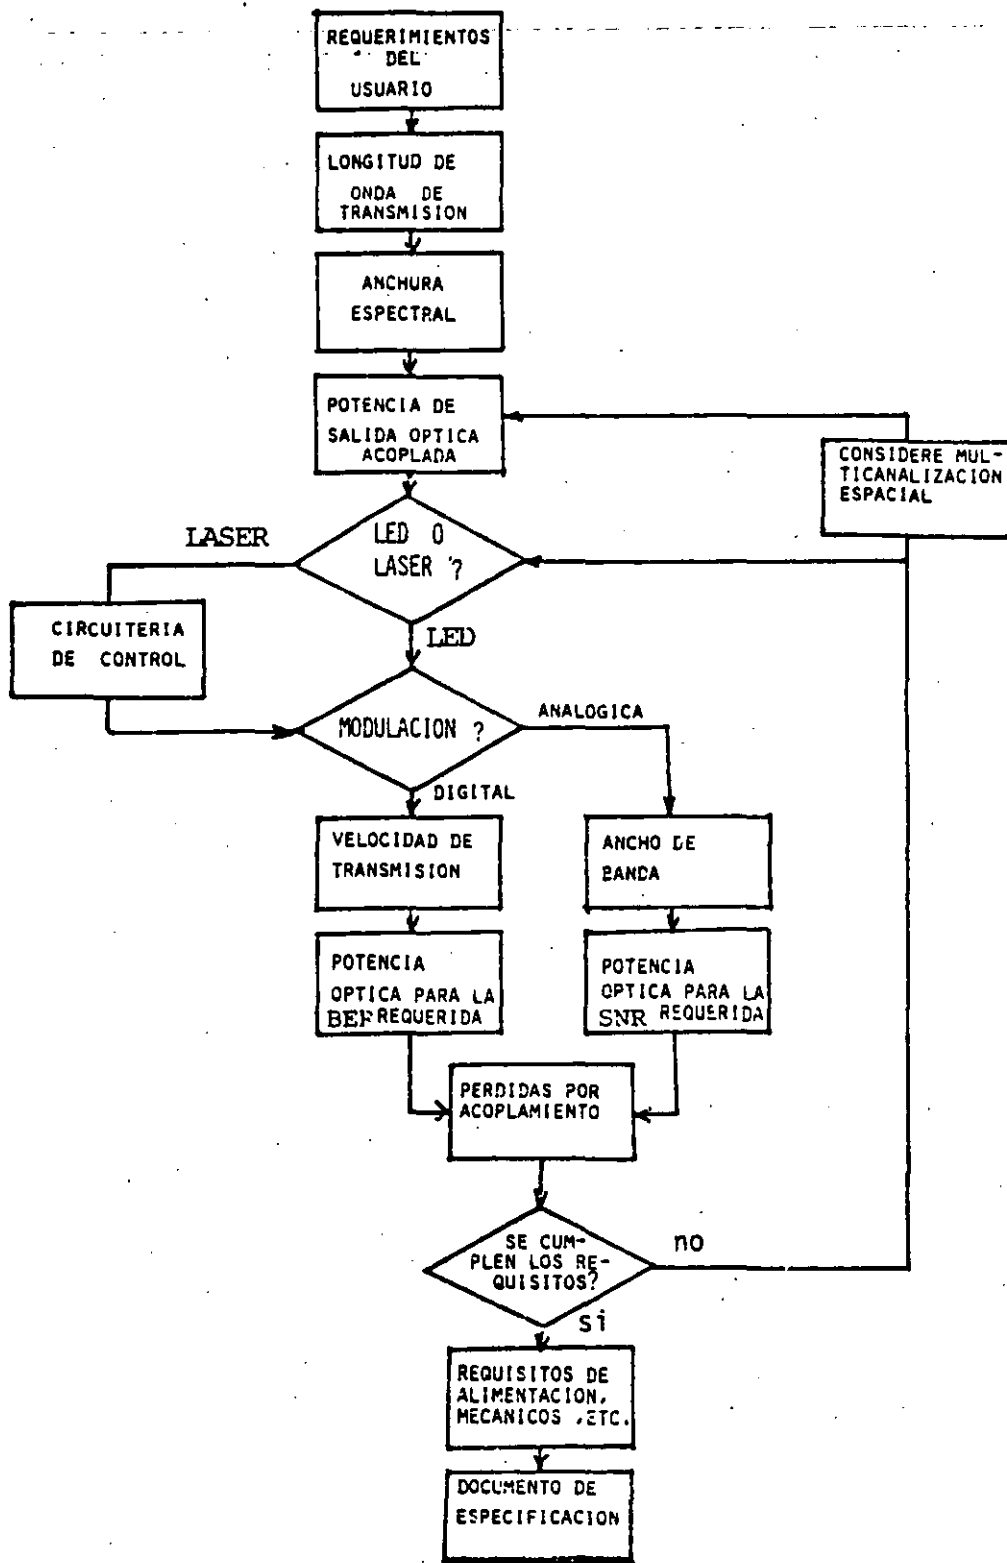 REQUERIMIENTOS
DEL
USUARIO
LONGITUD DE
ONDA DE
TRANSMISION
ANCHURA
ESPECTRAL
POTENCIA DE
SALIDA OPTICA
ACOPLADA
CONSIDERE MUL-
TICANALIZACION
ESPACIAL
LASER
LED O
LASER ?
CIRCUITERIA
DE CONTROL
LED
MODULACION ?
ANALOGICA
DIGITAL
VELOCIDAD DE
TRANSMISION
ANCHO DE
BANDA
POTENCIA
OPTICA PARA LA
BER REQUERIDA
POTENCIA
OPTICA PARA LA
SNR REQUERIDA
PERDIDAS POR
ACOPLAMIENTO
SE CUM-
PLEN LOS RE-
QUISITOS?
no
si
REQUISITOS DE
ALIMENTACION,
MECANICOS ,ETC.
DOCUMENTO DE
ESPECIFICACION